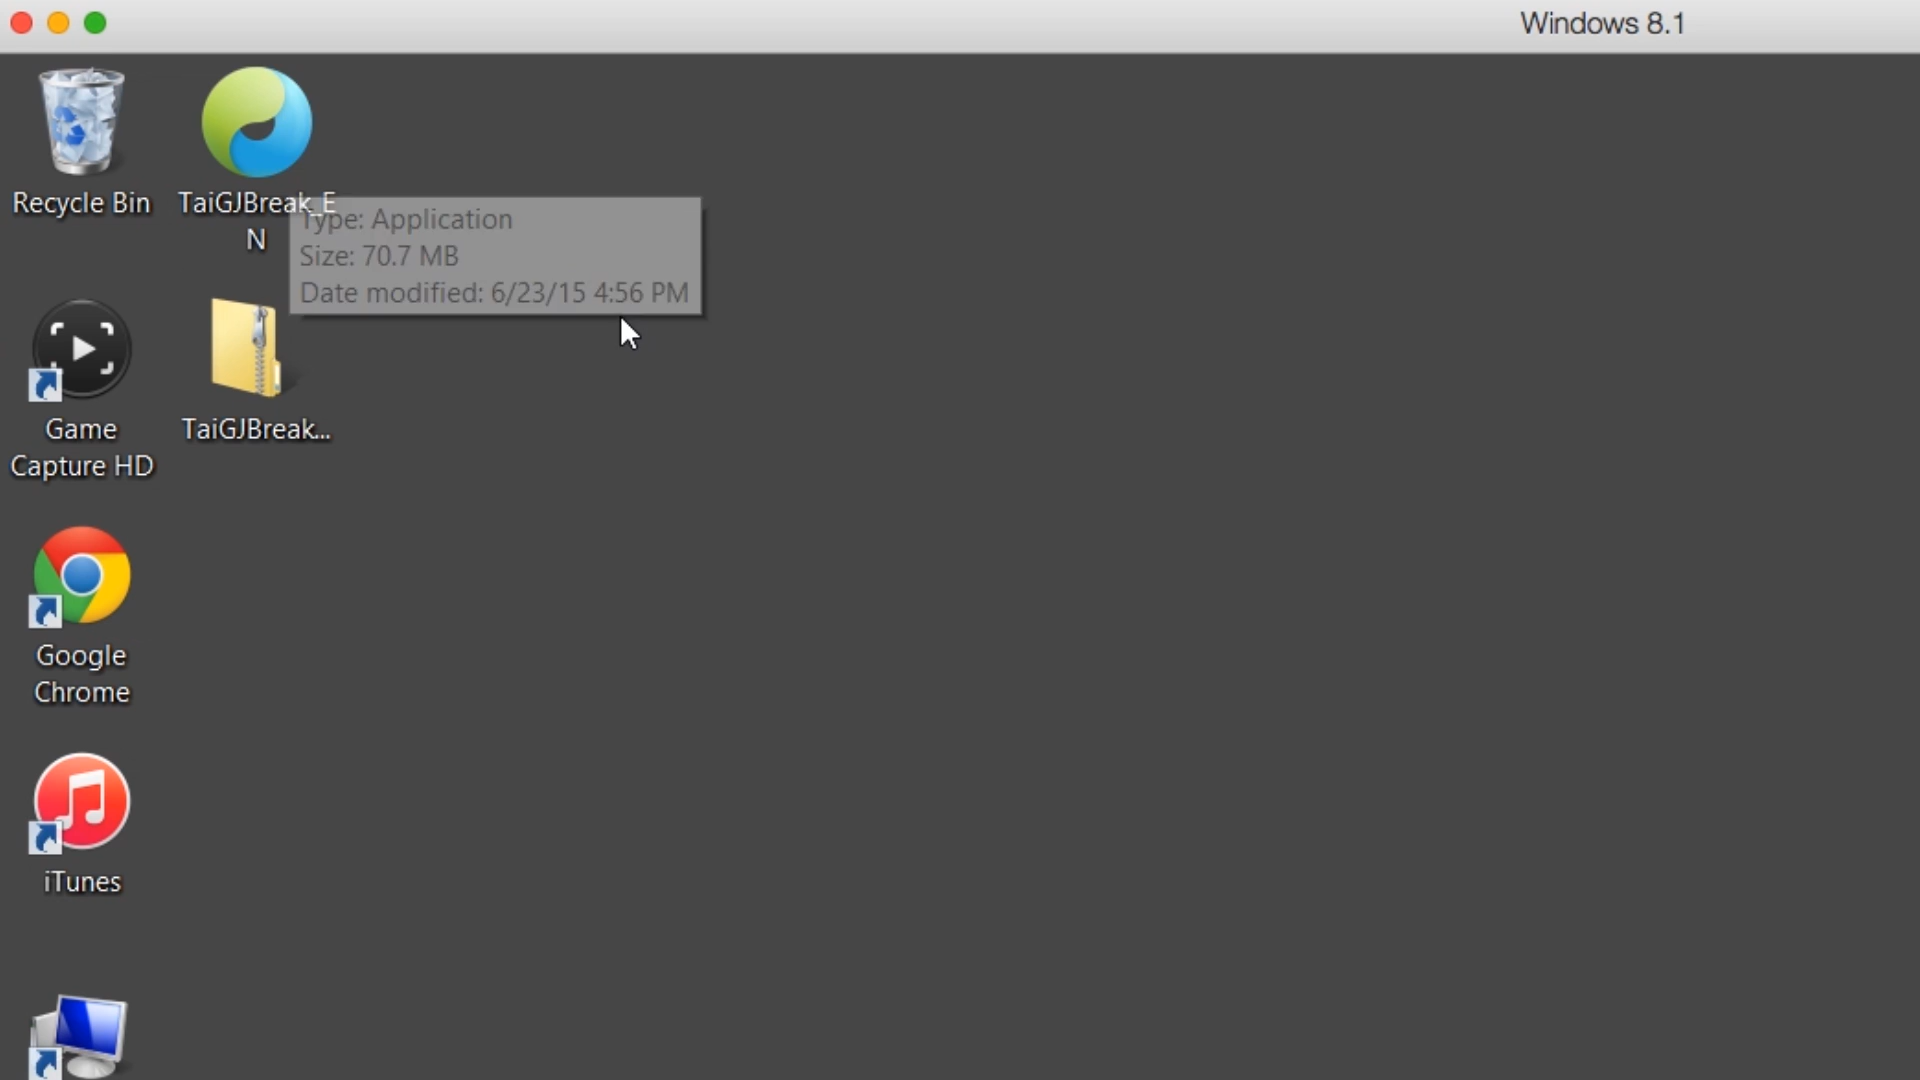 Windows 8.1
Recycle Bin
TaiGJBreak_E
N
Type: Application
Size: 70.7 MB
Date modified: 6/23/15 4:56 PM
Game
Capture HD
TaiGJBreak...
Google
Chrome
iTunes